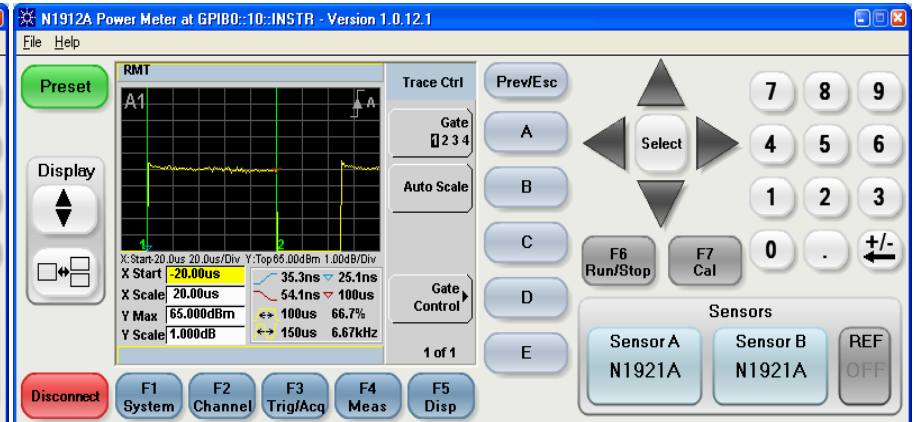 N1912A Power Meter at GPIB0::10::INSTR - Version 1.0.12.1
File Help
Preset
Display
Disconnect
RMT
A1
A
1
2
X:Start-20.0us 20.0us/Div Y:Top65.00dBm 1.00dB/Div
X Start -20.00us
X Scale 20.00us
Y Max 65.000dBm
Y Scale 1.000dB
35.3ns 25.1ns
54.1ns 100us
100us 66.7%
150us 6.67kHz
Trace Ctrl
Gate
1 2 3 4
Auto Scale
Gate
Control
1 of 1
F1
System
F2
Channel
F3
Trig/Acq
F4
Meas
F5
Disp
Prev/Esc
A
B
C
D
E
Select
F6
Run/Stop
F7
Cal
7 8 9
4 5 6
1 2 3
0 . +/-
Sensors
Sensor A
N1921A
Sensor B
N1921A
REF
OFF